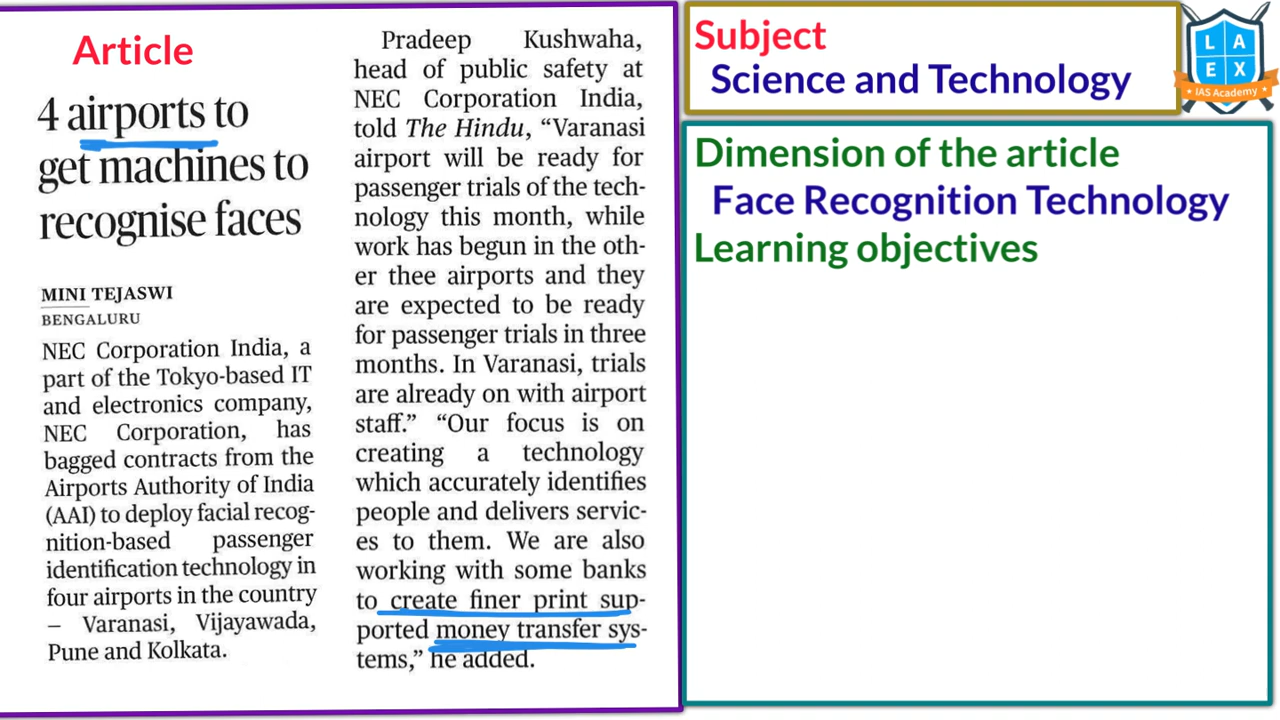 Article
4 airports to
get machines to
recognise faces
MINI TEJASWI
BENGALURU
NEC Corporation India, a
part of the Tokyo-based IT
and electronics company,
NEC Corporation, has
bagged contracts from the
Airports Authority of India
(AAI) to deploy facial recog-
nition-based passenger
identification technology in
four airports in the country
– Varanasi, Vijayawada,
Pune and Kolkata.
Pradeep Kushwaha,
head of public safety at
NEC Corporation India,
told The Hindu, “Varanasi
airport will be ready for
passenger trials of the tech-
nology this month, while
work has begun in the oth-
er thee airports and they
are expected to be ready
for passenger trials in three
months. In Varanasi, trials
are already on with airport
staff.” “Our focus is on
creating a technology
which accurately identifies
people and delivers servic-
es to them. We are also
working with some banks
to create finer print sup-
ported money transfer sys-
tems,” he added.
Subject
Science and Technology
L A
E X
IAS Academy
Dimension of the article
Face Recognition Technology
Learning objectives